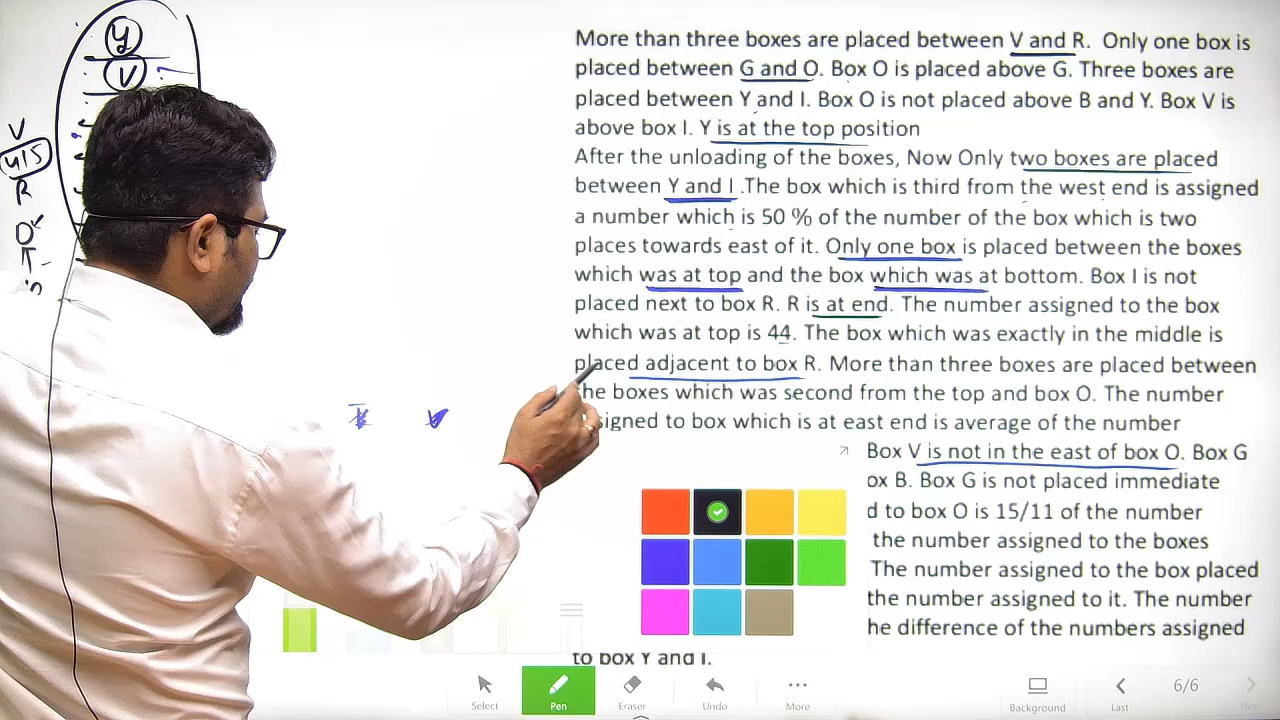 y
V
V
4/5
R
O
T
S
More than three boxes are placed between V and R. Only one box is
placed between G and O. Box O is placed above G. Three boxes are
placed between Y and I. Box O is not placed above B and Y. Box V is
above box I. Y is at the top position
After the unloading of the boxes, Now Only two boxes are placed
between Y and I .The box which is third from the west end is assigned
a number which is 50 % of the number of the box which is two
places towards east of it. Only one box is placed between the boxes
which was at top and the box which was at bottom. Box I is not
placed next to box R. R is at end. The number assigned to the box
which was at top is 44. The box which was exactly in the middle is
placed adjacent to box R. More than three boxes are placed between
he boxes which was second from the top and box O. The number
signed to box which is at east end is average of the number
Box V is not in the east of box O. Box G
ox B. Box G is not placed immediate
d to box O is 15/11 of the number
the number assigned to the boxes
The number assigned to the box placed
the number assigned to it. The number
he difference of the numbers assigned
to box Y and I.
Select
Pen
Eraser
Undo
More
Background
Last
6/6
Next